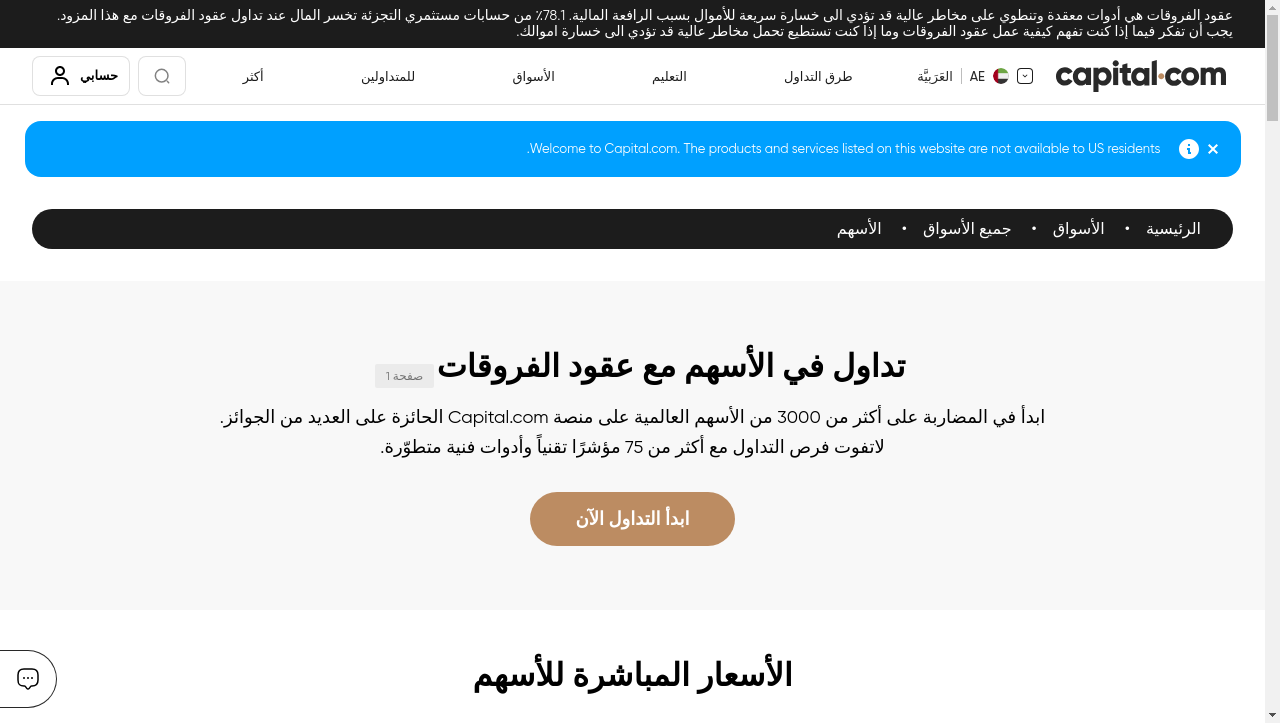 عقود الفروقات هي أدوات معقدة وتنطوي على مخاطر عالية قد تؤدي الى خسارة سريعة للأموال بسبب الرافعة المالية. 78.1٪ من حسابات مستثمري التجزئة تخسر المال عند تداول عقود الفروقات مع هذا المزود.
يجب أن تفكر فيما إذا كنت تفهم كيفية عمل عقود الفروقات وما إذا كنت تستطيع تحمل مخاطر عالية قد تؤدي الى خسارة اموالك.
capital.com
AE | العَرَبِيَّة
طرق التداول
التعليم
الأسواق
للمتداولين
أكثر
حسابي
Welcome to Capital.com. The products and services listed on this website are not available to US residents.
الرئيسية • الأسواق • جميع الأسواق • الأسهم
تداول في الأسهم مع عقود الفروقات صفحة 1
ابدأ في المضاربة على أكثر من 3000 من الأسهم العالمية على منصة Capital.com الحائزة على العديد من الجوائز.
لاتفوت فرص التداول مع أكثر من 75 مؤشرًا تقنياً وأدوات فنية متطوّرة.
ابدأ التداول الآن
الأسعار المباشرة للأسهم